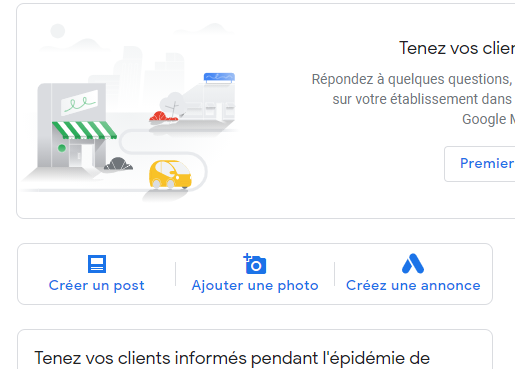 Tenez vos clien
Répondez à quelques questions,
sur votre établissement dans
Google M
Premier
Créer un post
Ajouter une photo
Créez une annonce
Tenez vos clients informés pendant l'épidémie de